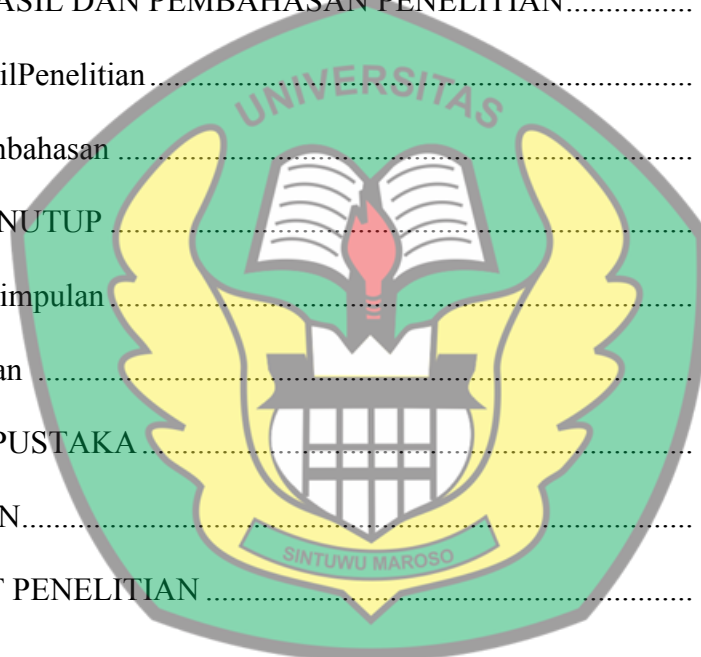 ASIL DAN PEMBAHASAN PENELITIAN................
ilPenelitian.....................................................................
UNIVERSITAS
nbahasan ........................................................................
NUTUP ........................................................................
impulan........................................................................
an ..................................................................................
PUSTAKA.....................................................................
N....................................................................................
SINTUWU MAROSO
T PENELITIAN.............................................................